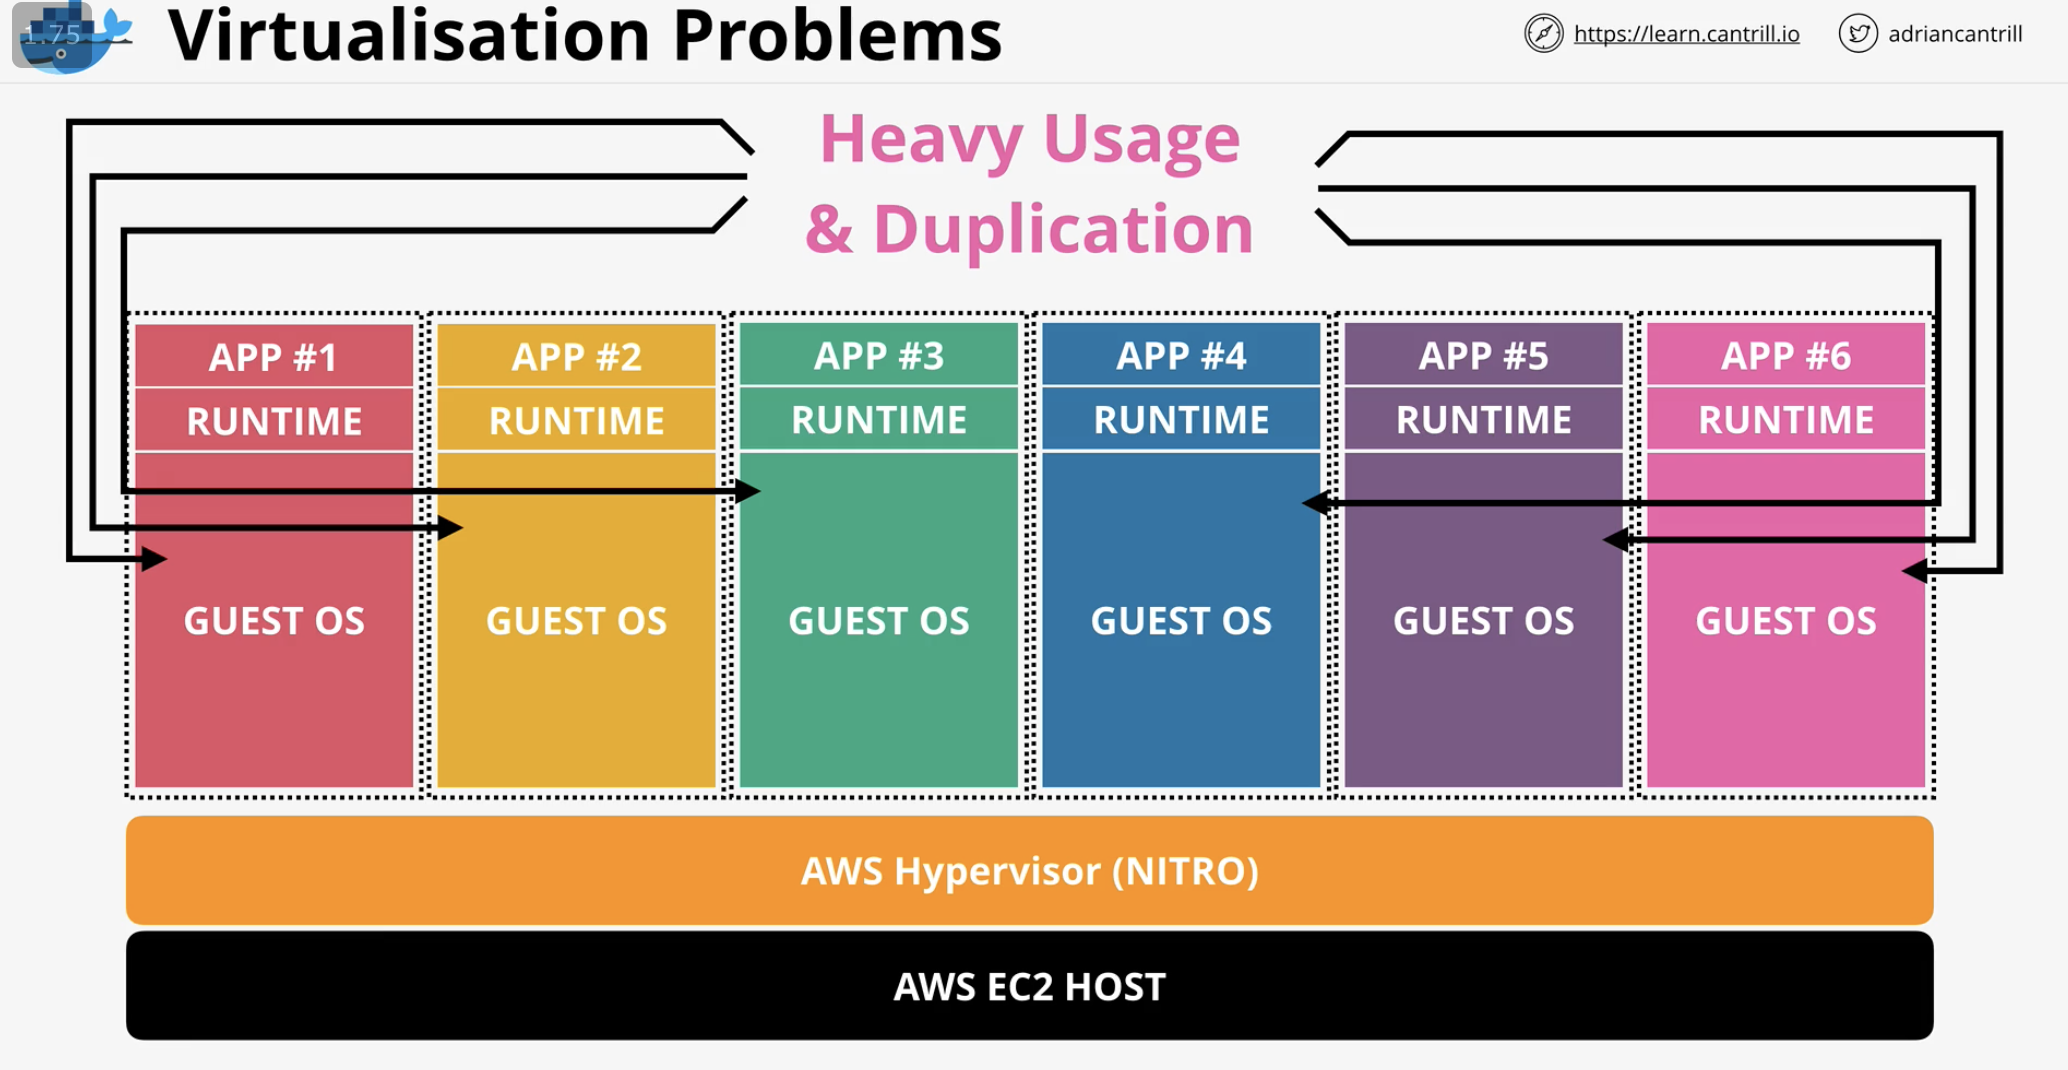 1.75
Virtualisation Problems
https://learn.cantrill.io
adriancantrill
Heavy Usage
& Duplication
APP #1
APP #2
APP #3
APP #4
APP #5
APP #6
RUNTIME
RUNTIME
RUNTIME
RUNTIME
RUNTIME
RUNTIME
GUEST OS
GUEST OS
GUEST OS
GUEST OS
GUEST OS
GUEST OS
AWS Hypervisor (NITRO)
AWS EC2 HOST